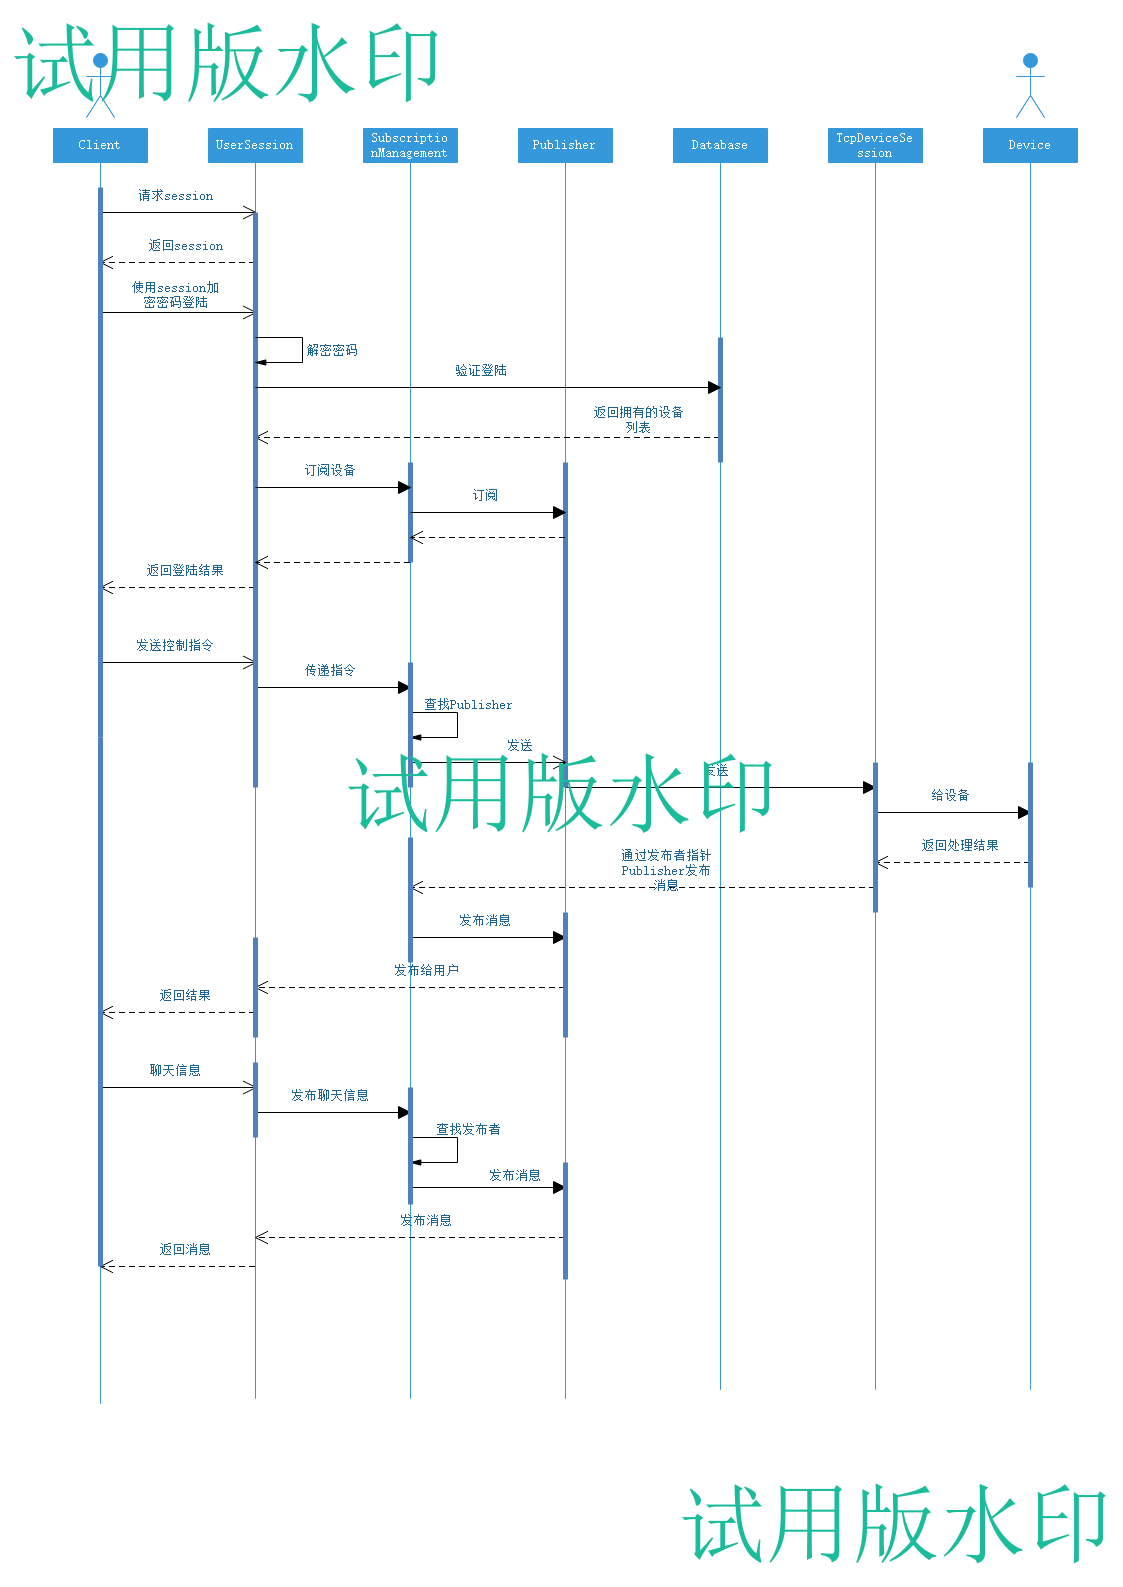 试用版水印
Client
UserSession
Subscriptio
nManagement
Publisher
Database
TcpDeviceSe
ssion
Device
请求session
返回session
使用session加
密密码登陆
解密密码
验证登陆
返回拥有的设备
列表
订阅设备
订阅
返回登陆结果
发送控制指令
传递指令
查找Publisher
发送
发送
试用版水印
给设备
返回处理结果
通过发布者指针
Publisher发布
消息
发布消息
发布给用户
返回结果
聊天信息
发布聊天信息
查找发布者
发布消息
发布消息
返回消息
试用版水印